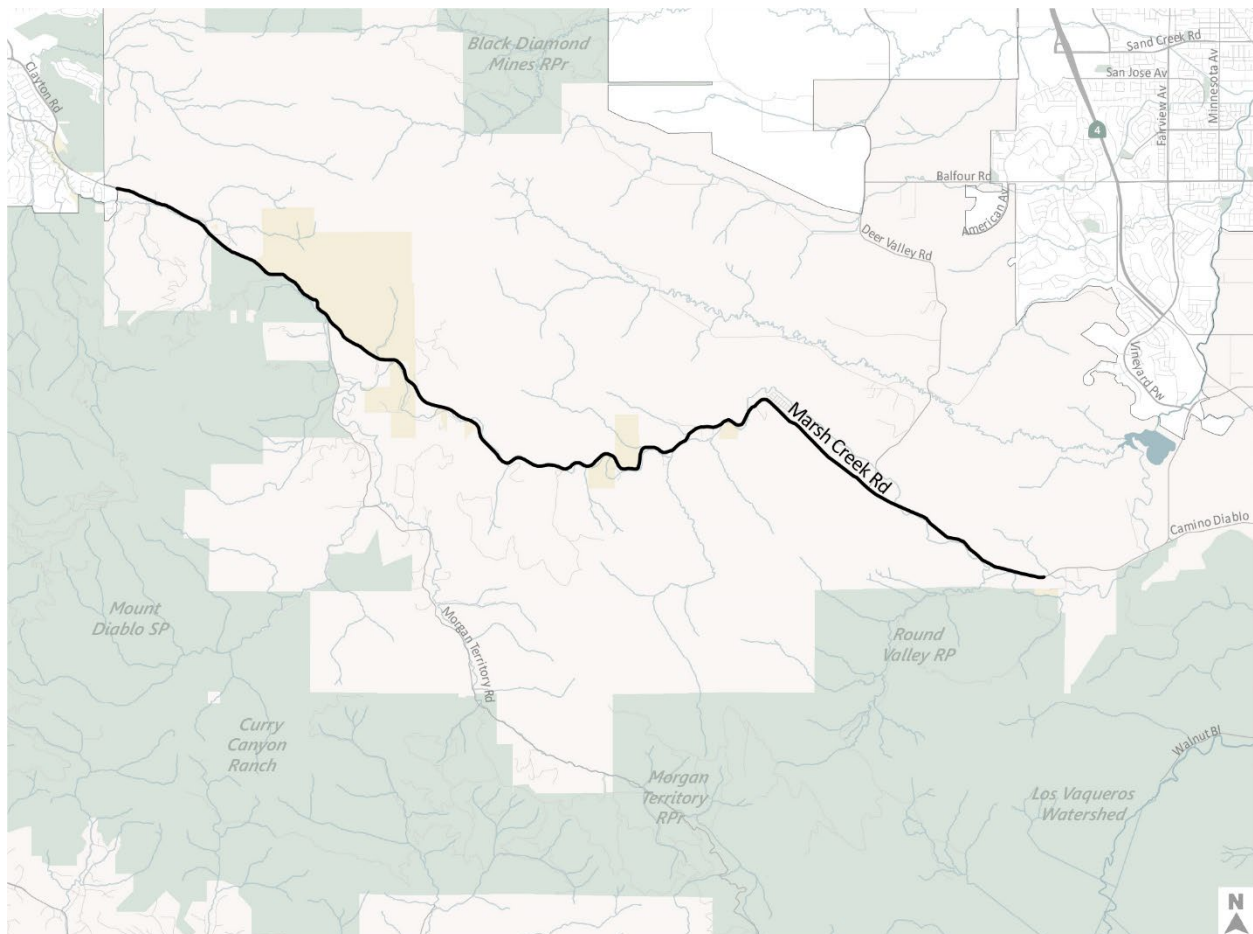 Black Diamond
Mines RPr
Clayton Rd
Sand Creek Rd
San Jose Av
Fairview Av
Minnesota Av
4
Balfour Rd
American Av
Deer Valley Rd
Vineyard Pw
Marsh Creek Rd
Camino Diablo
Mount
Diablo SP
Morgan Territory Rd
Round
Valley RP
Curry
Canyon
Ranch
Morgan
Territory
RPr
Walnut Bl
Los Vaqueros
Watershed
N